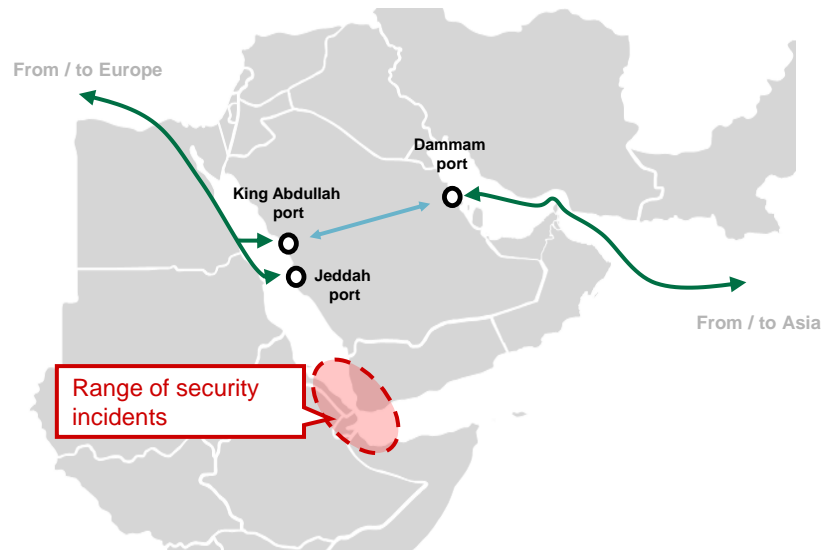 From / to Europe
Dammam
port
King Abdullah
port
Jeddah
port
From / to Asia
Range of security
incidents